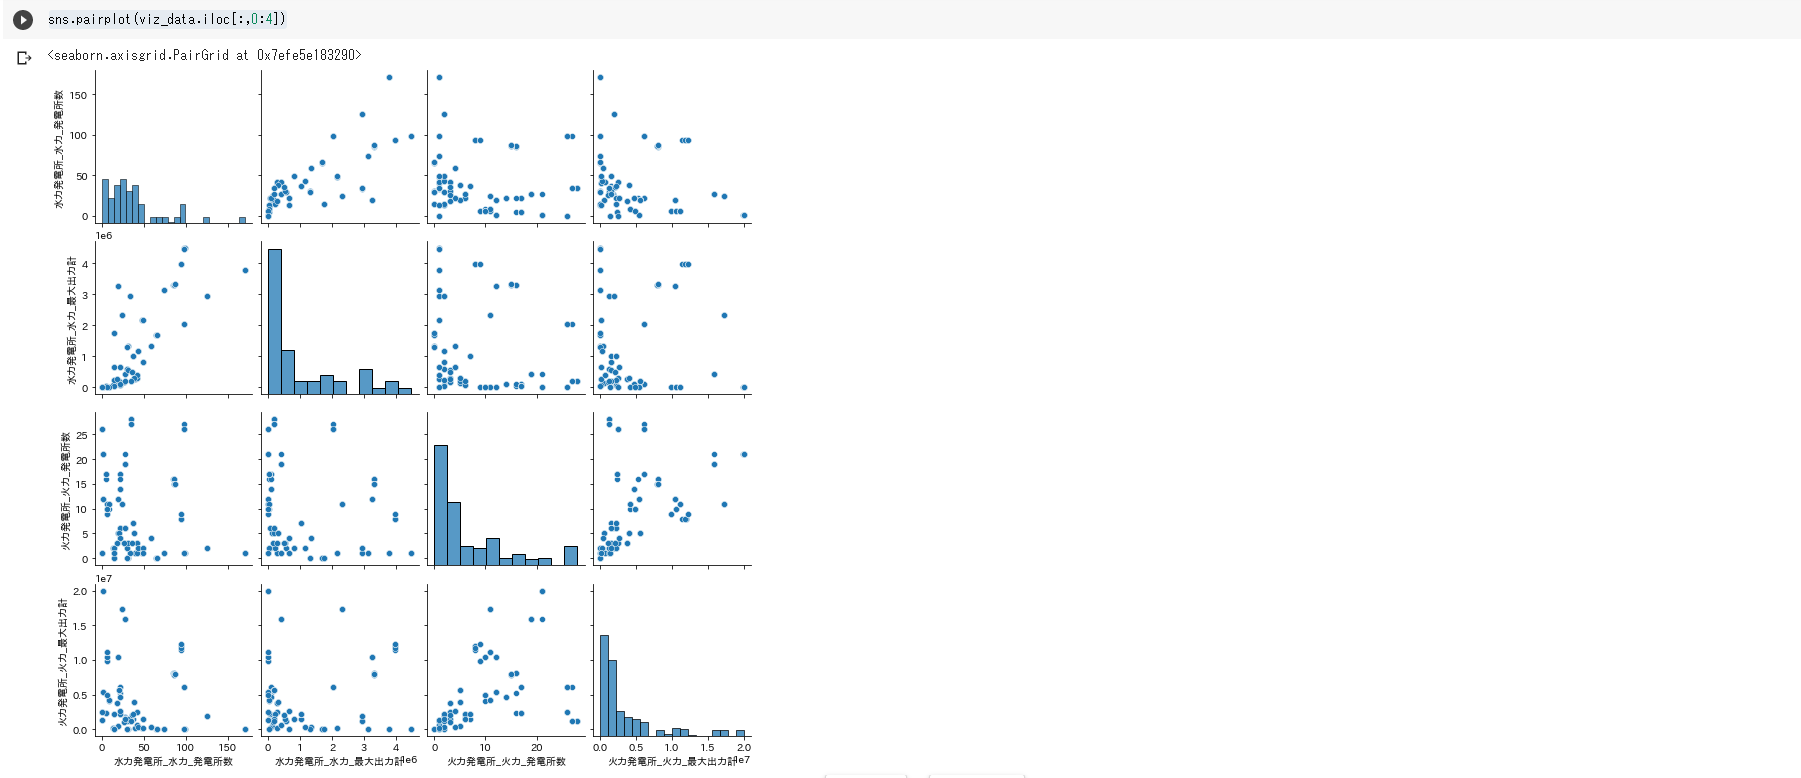 sns.pairplot(viz_data.iloc[:,0:4])
<seaborn.axisgrid.PairGrid at 0x7efe5e183290>
水力発電所_水力_発電所数
150
100
50
0
1e6
水力発電所_水力_最大出力計
4
3
2
1
0
火力発電所_火力_発電所数
25
20
15
10
5
0
1e7
火力発電所_火力_最大出力計
2.0
1.5
1.0
0.5
0.0
0 50 100 150
0 1 2 3 4
0 10 20
0.0 0.5 1.0 1.5 2.0
水力発電所_水力_発電所数
水力発電所_水力_最大出力計 1e6
火力発電所_火力_発電所数
火力発電所_火力_最大出力計 1e7